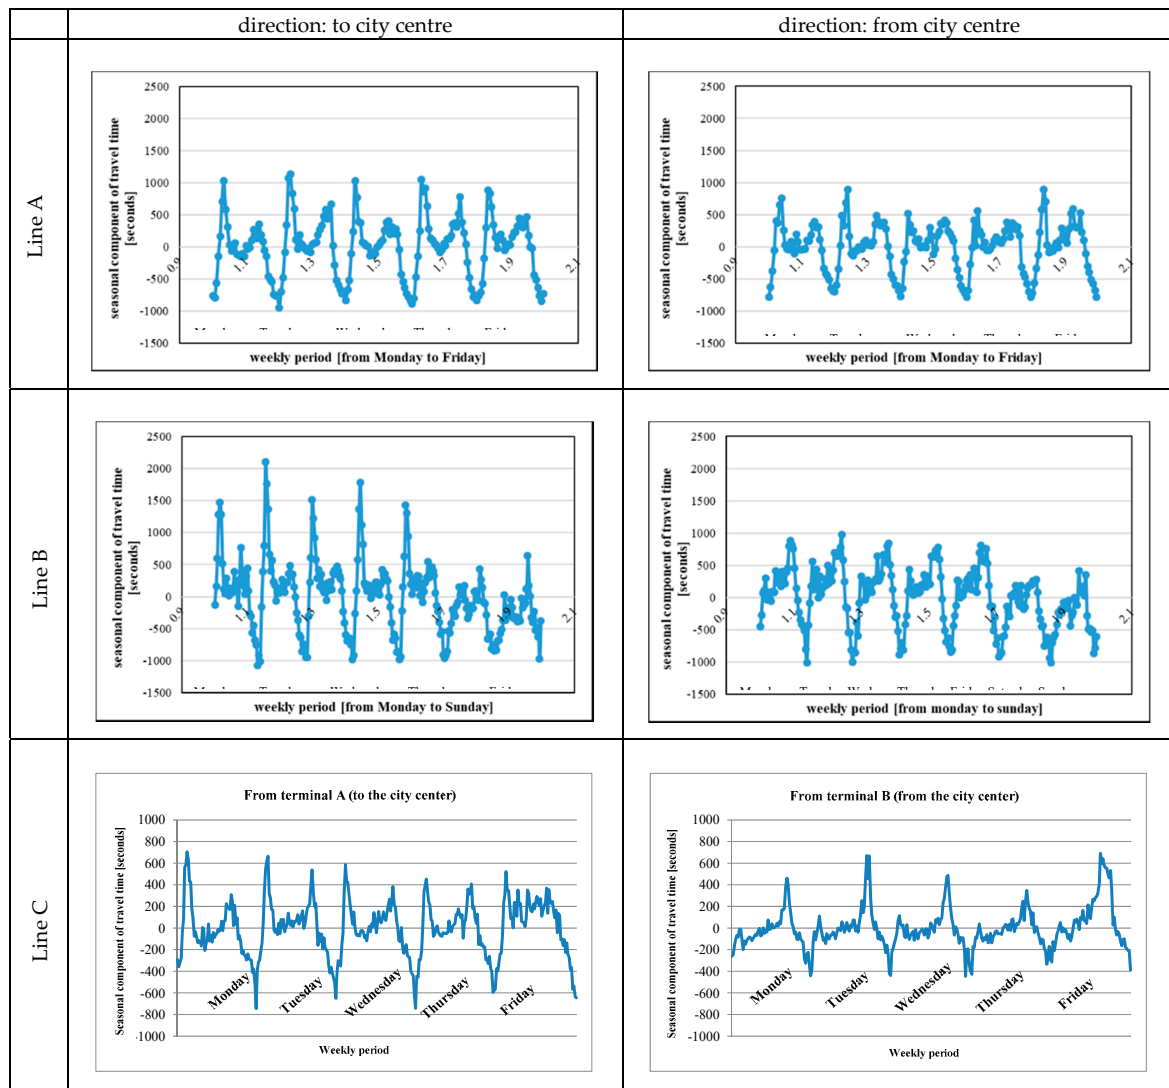 direction: to city centre
direction: from city centre
Line A
seasonal component of travel time
[seconds]
2500
2000
1500
1000
500
0
-500
-1000
-1500
0.9
1.1
1.3
1.5
1.7
1.9
2.1
weekly period [from Monday to Friday]
seasonal component of travel time
[seconds]
2500
2000
1500
1000
500
0
-500
-1000
-1500
0.9
1.1
1.3
1.5
1.7
1.9
2.1
weekly period [from Monday to Friday]
Line B
seasonal component of travel time
[seconds]
2500
2000
1500
1000
500
0
-500
-1000
-1500
0.9
1.1
1.3
1.5
1.7
1.9
2.1
weekly period [from Monday to Sunday]
seasonal component of travel time
[seconds]
2500
2000
1500
1000
500
0
-500
-1000
-1500
0.9
1.1
1.3
1.5
1.7
1.9
2.1
weekly period [from monday to sunday]
Line C
From terminal A (to the city center)
Seasonal component of travel time [seconds]
1000
800
600
400
200
0
-200
-400
-600
-800
-1000
Monday
Tuesday
Wednesday
Thursday
Friday
Weekly period
From terminal B (from the city center)
Seasonal component of travel time [seconds]
1000
800
600
400
200
0
-200
-400
-600
-800
-1000
Monday
Tuesday
Wednesday
Thursday
Friday
Weekly period